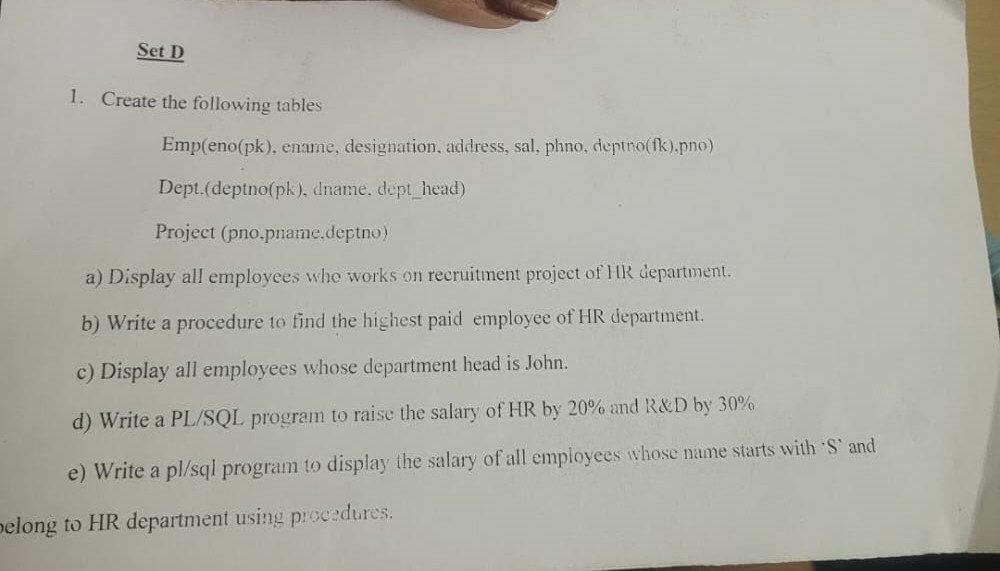 Set D
1. Create the following tables
Emp(eno(pk), ename, designation, address, sal, phno, deptno(fk),pno)
Dept.(deptno(pk), dname, dept_head)
Project (pno,pname,deptno)
a) Display all employees who works on recruitment project of HR department.
b) Write a procedure to find the highest paid employee of HR department.
c) Display all employees whose department head is John.
d) Write a PL/SQL program to raise the salary of HR by 20% and R&D by 30%
e) Write a pl/sql program to display the salary of all employees whose name starts with ‘S’ and
belong to HR department using procedures.